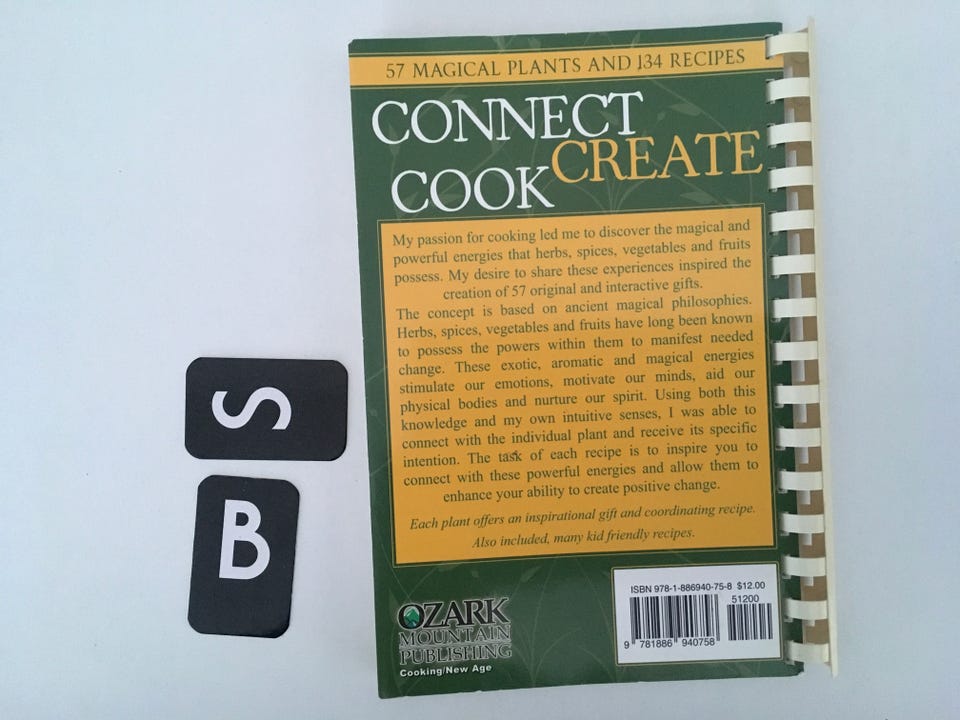 57 MAGICAL PLANTS AND 134 RECIPES
CONNECT
CREATE
COOK
My passion for cooking led me to discover the magical and
powerful energies that herbs, spices, vegetables and fruits
possess. My desire to share these experiences inspired the
creation of 57 original and interactive gifts.
The concept is based on ancient magical philosophies.
Herbs, spices, vegetables and fruits have long been known
to possess the powers within them to manifest needed
change. These exotic, aromatic and magical energies
stimulate our emotions, motivate our minds, aid our
physical bodies and nurture our spirit. Using both this
knowledge and my own intuitive senses, I was able to
connect with the individual plant and receive its specific
intention. The task of each recipe is to inspire you to
connect with these powerful energies and allow them to
enhance your ability to create positive change.
Each plant offers an inspirational gift and coordinating recipe.
Also included, many kid friendly recipes.
OZARK
MOUNTAIN
PUBLISHING
Cooking/New Age
ISBN 978-1-886940-75-8 $12.00
51200
9 781886 940758
S
B